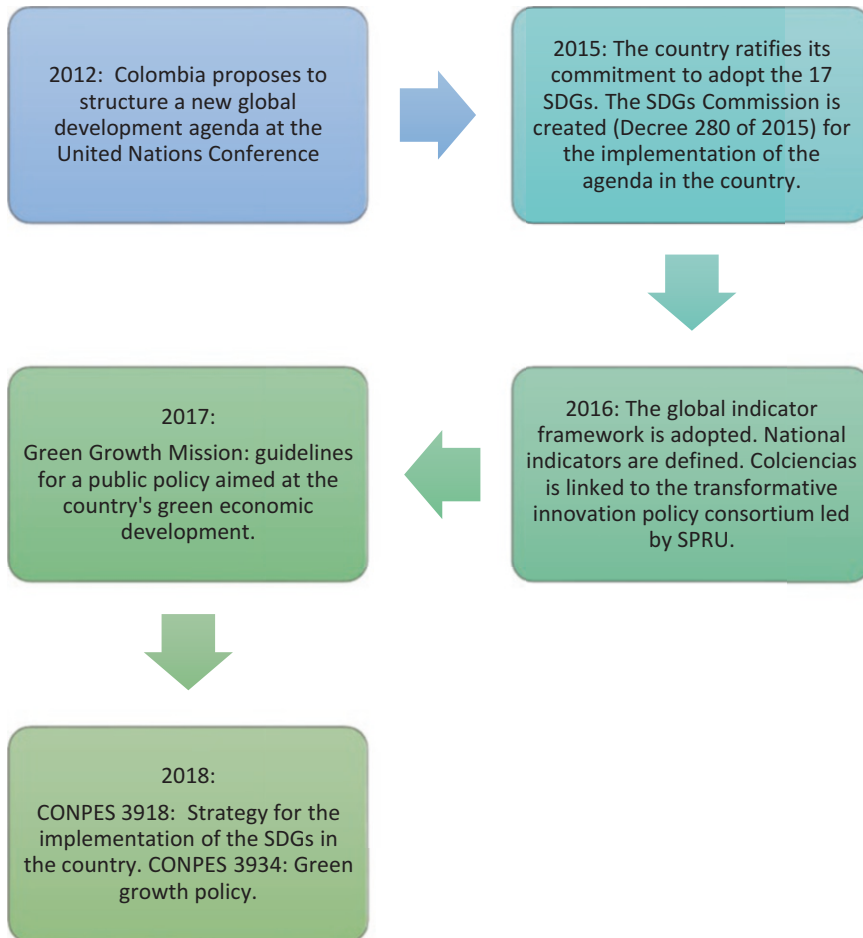 2012: Colombia proposes to
structure a new global
development agenda at the
United Nations Conference
2015: The country ratifies its
commitment to adopt the 17
SDGs. The SDGs Commission is
created (Decree 280 of 2015) for
the implementation of the
agenda in the country.
2016: The global indicator
framework is adopted. National
indicators are defined. Colciencias
is linked to the transformative
innovation policy consortium led
by SPRU.
2017:
Green Growth Mission: guidelines
for a public policy aimed at the
country's green economic
development.
2018:
CONPES 3918: Strategy for the
implementation of the SDGs in
the country. CONPES 3934: Green
growth policy.